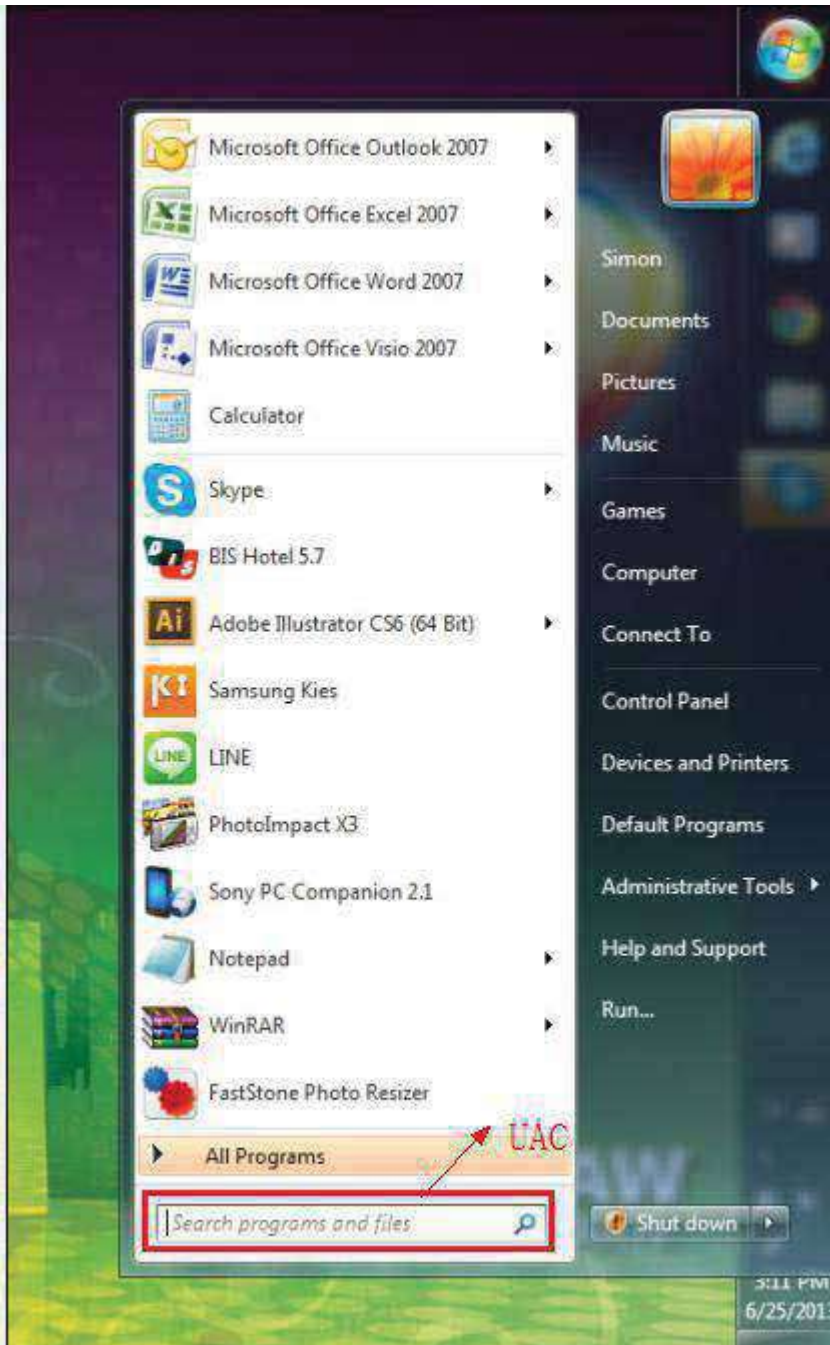 Microsoft Office Outlook 2007
Microsoft Office Excel 2007
Microsoft Office Word 2007
Microsoft Office Visio 2007
Calculator
Skype
BIS Hotel 5.7
Adobe Illustrator CS6 (64 Bit)
Samsung Kies
LINE
PhotoImpact X3
Sony PC Companion 2.1
Notepad
WinRAR
FastStone Photo Resizer
All Programs
UAC
Search programs and files
Simon
Documents
Pictures
Music
Games
Computer
Connect To
Control Panel
Devices and Printers
Default Programs
Administrative Tools
Help and Support
Run...
Shut down
3:11 PM
6/25/201